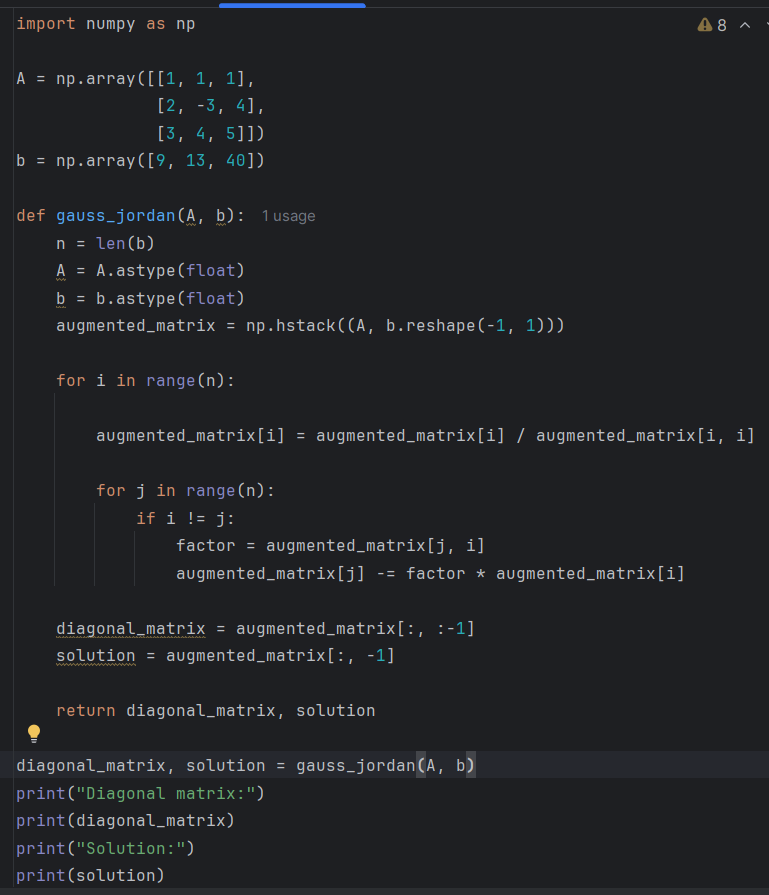 import numpy as np
8
A = np.array([[1, 1, 1],
[2, -3, 4],
[3, 4, 5]])
b = np.array([9, 13, 40])
def gauss_jordan(A, b): 1 usage
n = len(b)
A = A.astype(float)
b = b.astype(float)
augmented_matrix = np.hstack((A, b.reshape(-1, 1)))
for i in range(n):
augmented_matrix[i] = augmented_matrix[i] / augmented_matrix[i, i]
for j in range(n):
if i != j:
factor = augmented_matrix[j, i]
augmented_matrix[j] -= factor * augmented_matrix[i]
diagonal_matrix = augmented_matrix[:, :-1]
solution = augmented_matrix[:, -1]
return diagonal_matrix, solution
diagonal_matrix, solution = gauss_jordan(A, b)
print("Diagonal matrix:")
print(diagonal_matrix)
print("Solution:")
print(solution)